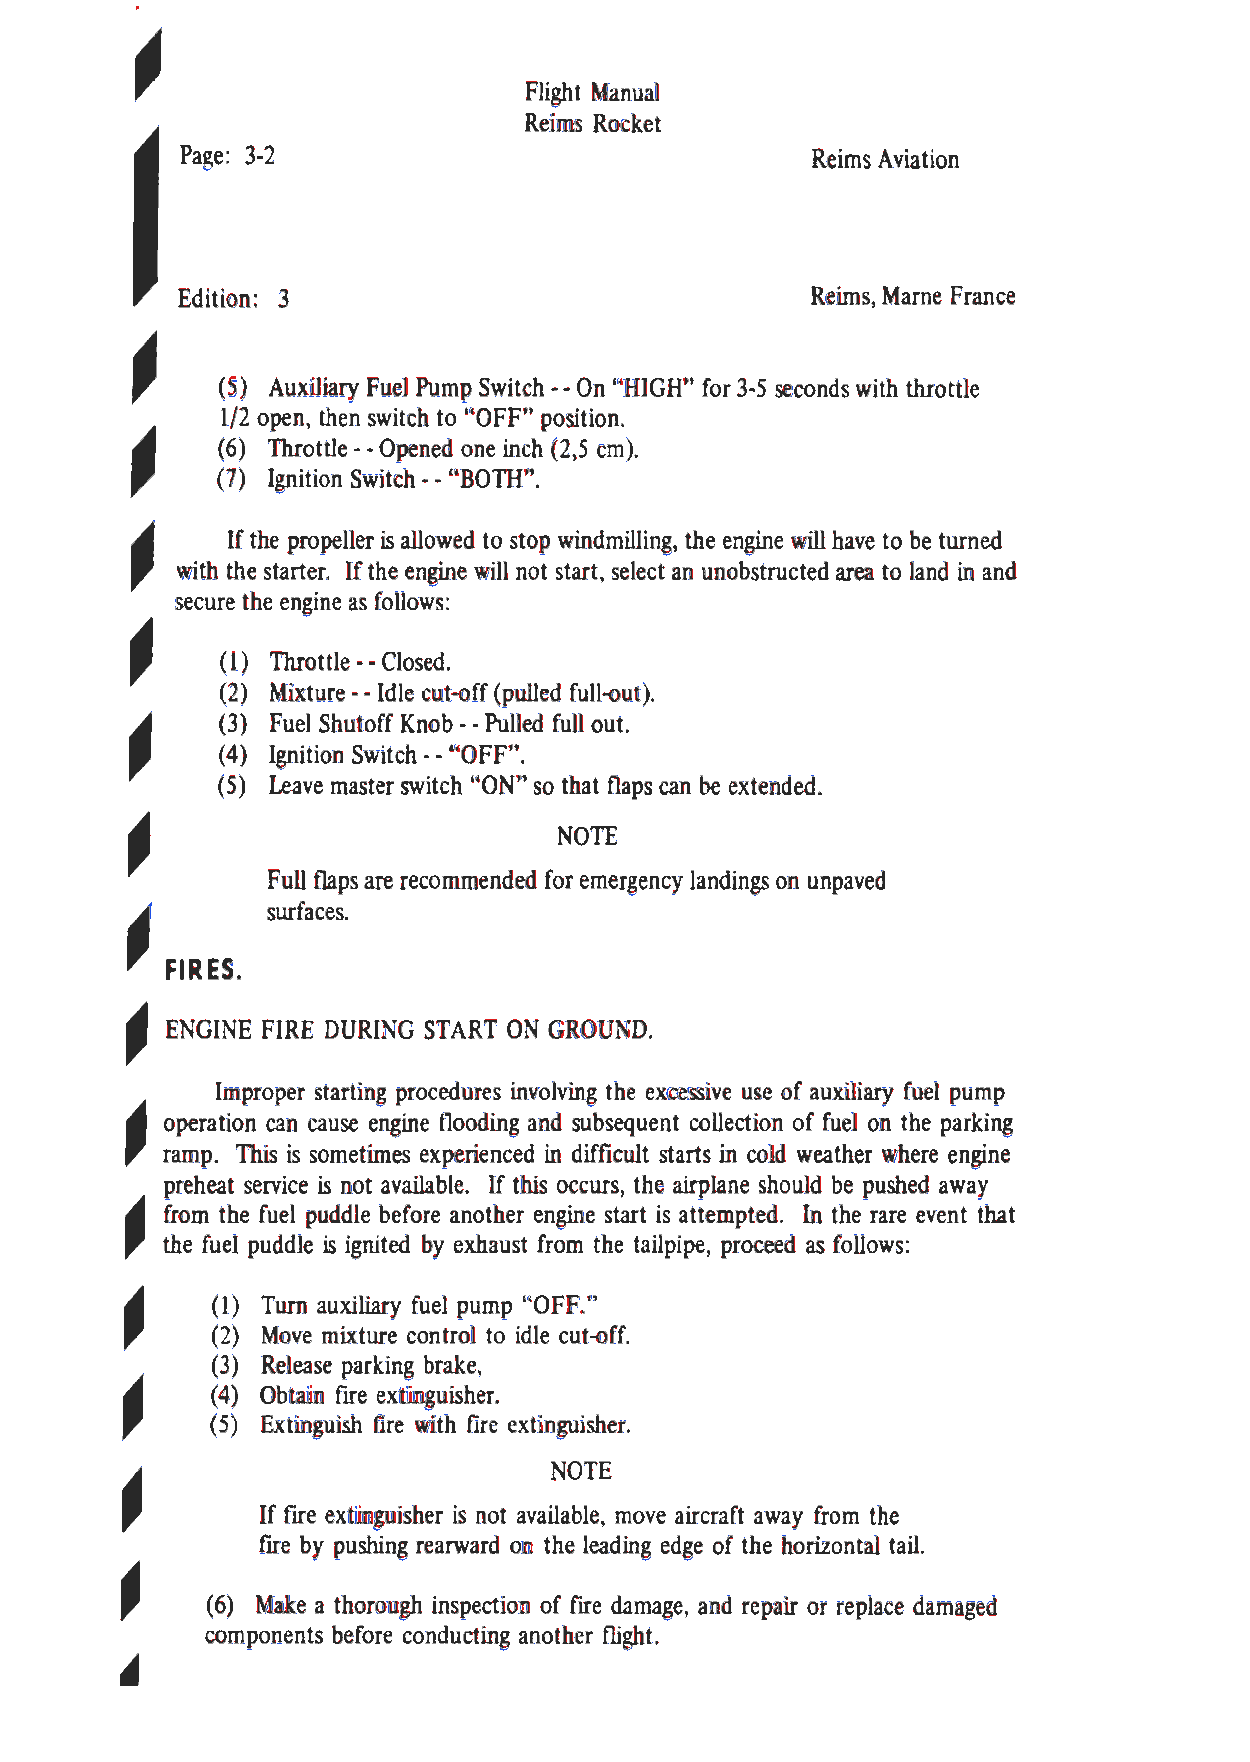 Flight Manual
Reims Rocket
Page: 3-2
Reims Aviation
Edition: 3
Reims, Marne France
(5) Auxiliary Fuel Pump Switch -- On "HIGH" for 3-5 seconds with throttle
1/2 open, then switch to "OFF" position.
(6) Throttle -- Opened one inch (2,5 cm).
(7) Ignition Switch -- "BOTH".
If the propeller is allowed to stop windmilling, the engine will have to be turned
with the starter. If the engine will not start, select an unobstructed area to land in and
secure the engine as follows:
(1) Throttle -- Closed.
(2) Mixture -- Idle cut-off (pulled full-out).
(3) Fuel Shutoff Knob -- Pulled full out.
(4) Ignition Switch -- "OFF".
(5) Leave master switch "ON" so that flaps can be extended.
NOTE
Full flaps are recommended for emergency landings on unpaved
surfaces.
FIRES.
ENGINE FIRE DURING START ON GROUND.
Improper starting procedures involving the excessive use of auxiliary fuel pump
operation can cause engine flooding and subsequent collection of fuel on the parking
ramp. This is sometimes experienced in difficult starts in cold weather where engine
preheat service is not available. If this occurs, the airplane should be pushed away
from the fuel puddle before another engine start is attempted. In the rare event that
the fuel puddle is ignited by exhaust from the tailpipe, proceed as follows:
(1) Turn auxiliary fuel pump "OFF."
(2) Move mixture control to idle cut-off.
(3) Release parking brake,
(4) Obtain fire extinguisher.
(5) Extinguish fire with fire extinguisher.
NOTE
If fire extinguisher is not available, move aircraft away from the
fire by pushing rearward on the leading edge of the horizontal tail.
(6) Make a thorough inspection of fire damage, and repair or replace damaged
components before conducting another flight.